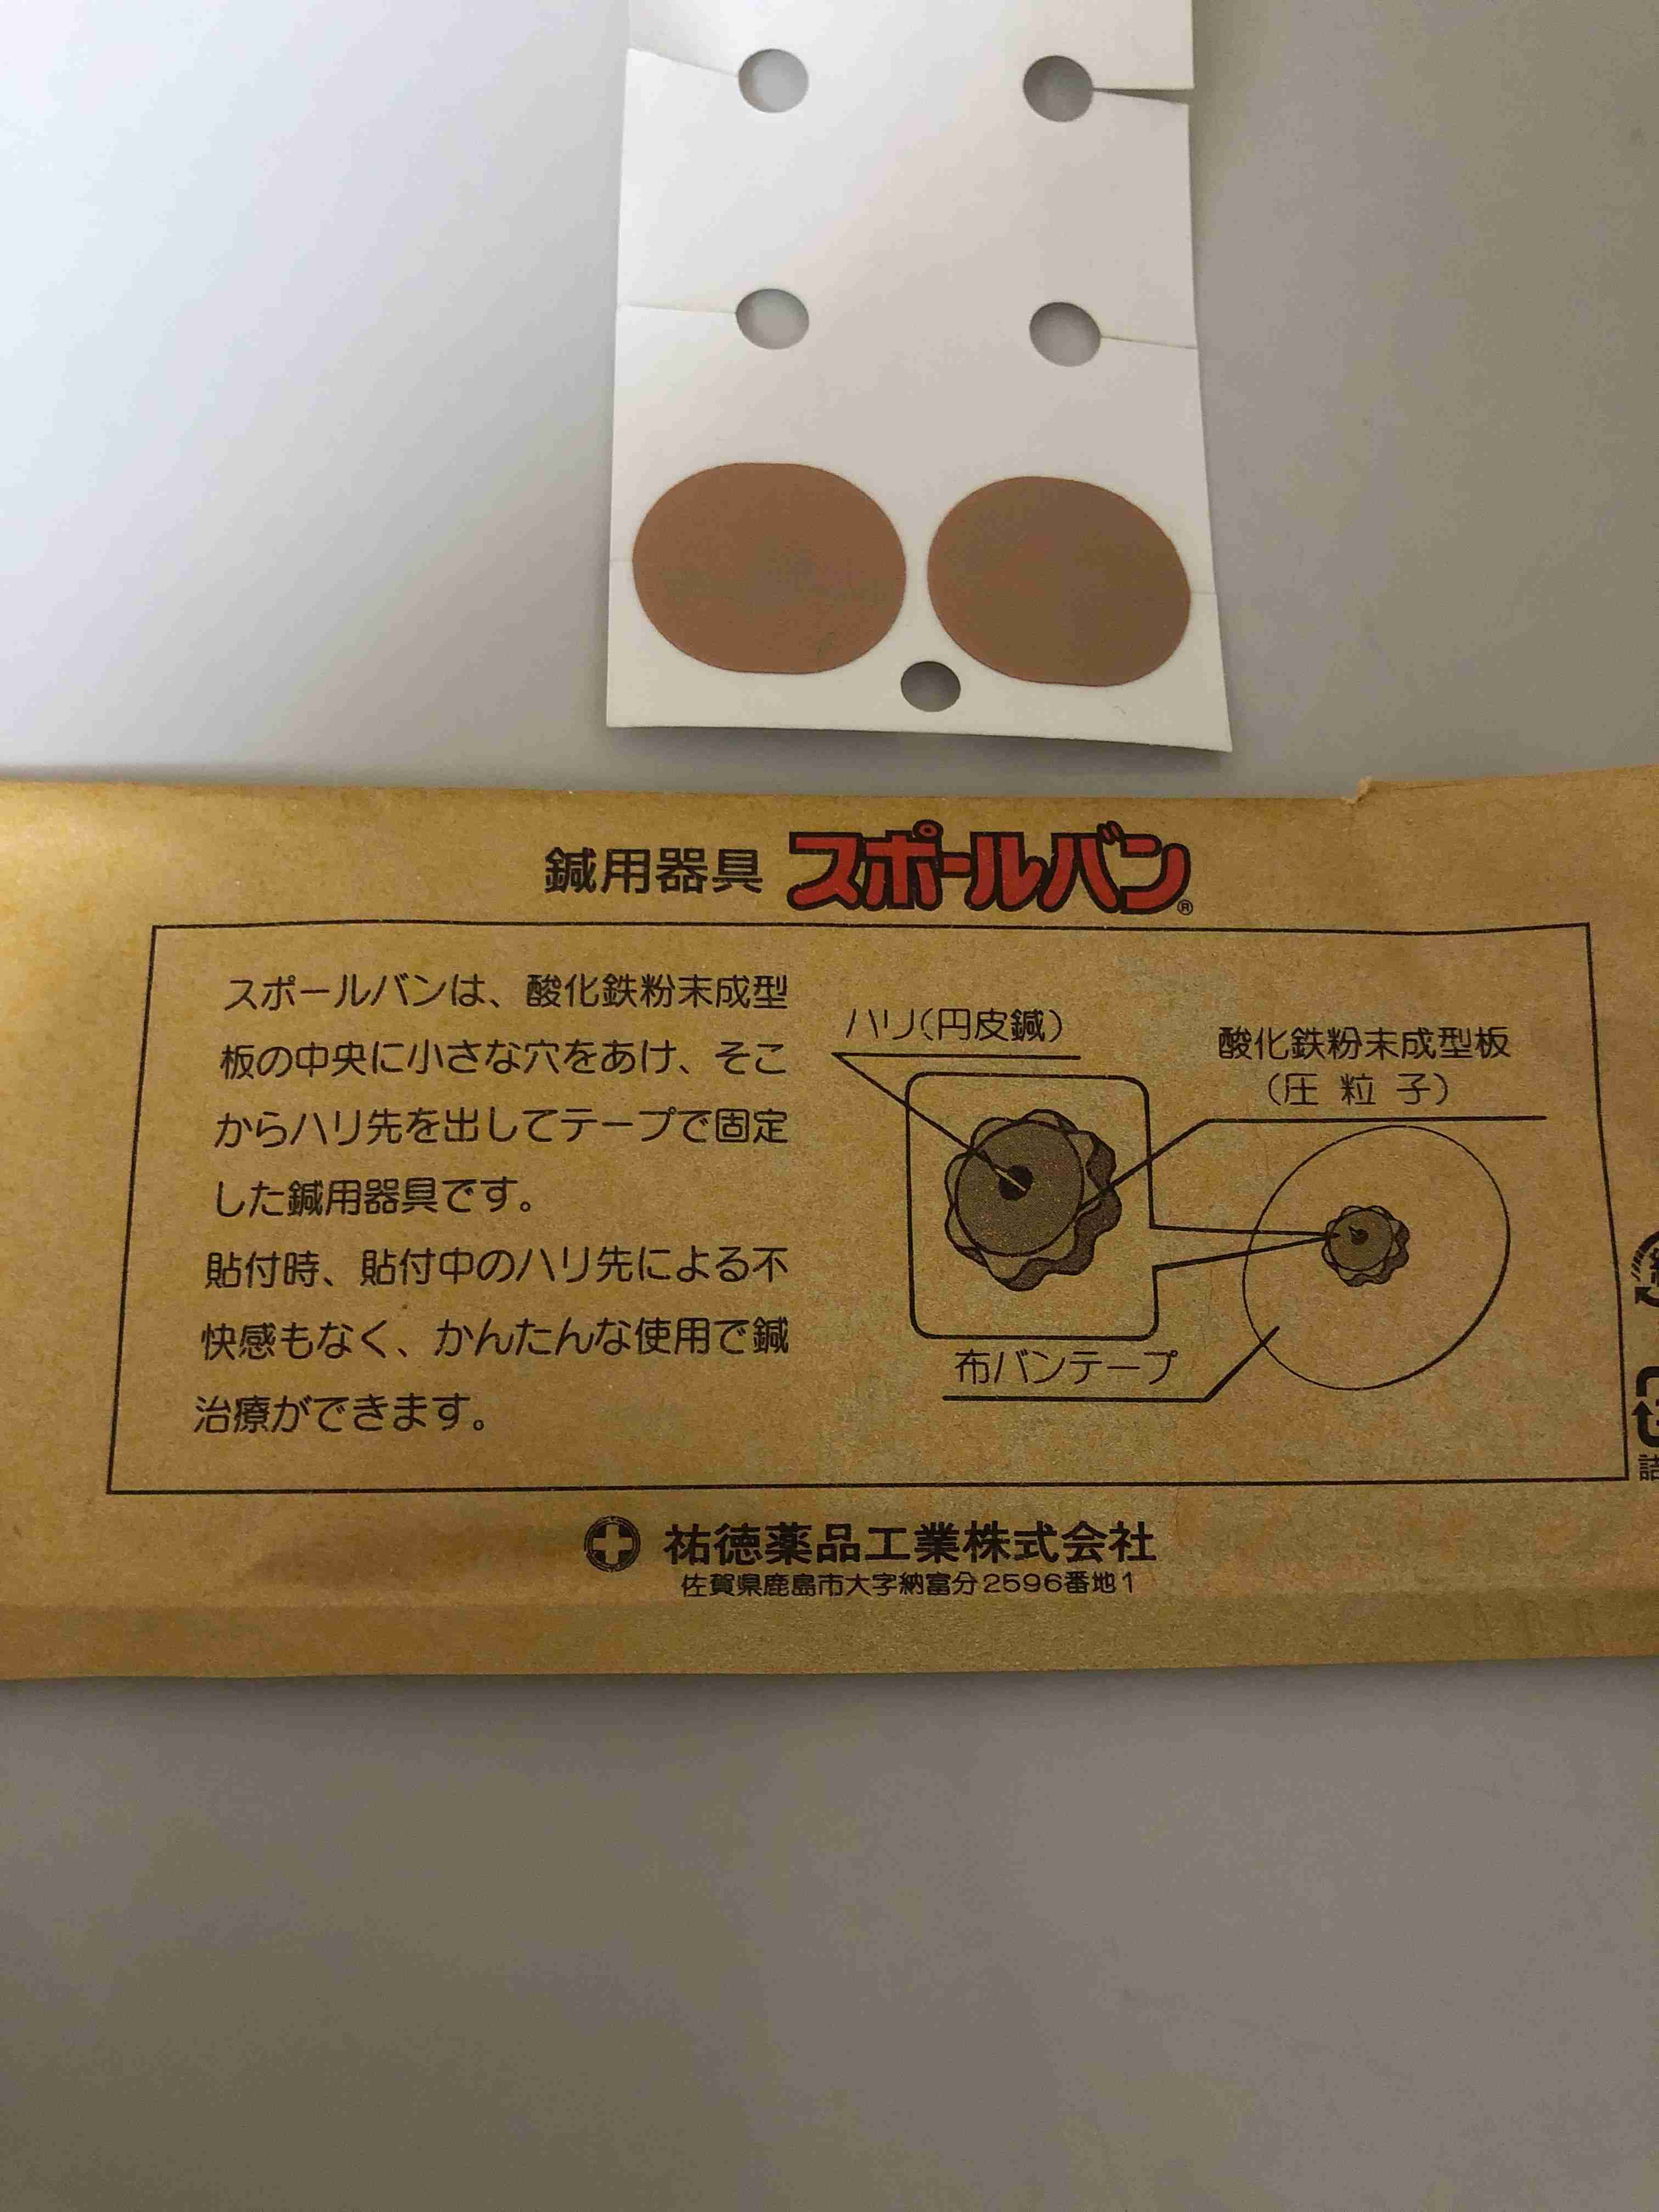 鍼用器具 スポールバン®
スポールバンは、酸化鉄粉末成型
板の中央に小さな穴をあけ、そこ
からハリ先を出してテープで固定
した鍼用器具です。
貼付時、貼付中のハリ先による不
快感もなく、かんたんな使用で鍼
治療ができます。
ハリ(円皮鍼)
酸化鉄粉末成型板
(圧粒子)
布バンテープ
祐徳薬品工業株式会社
佐賀県鹿島市大字納富分2596番地1